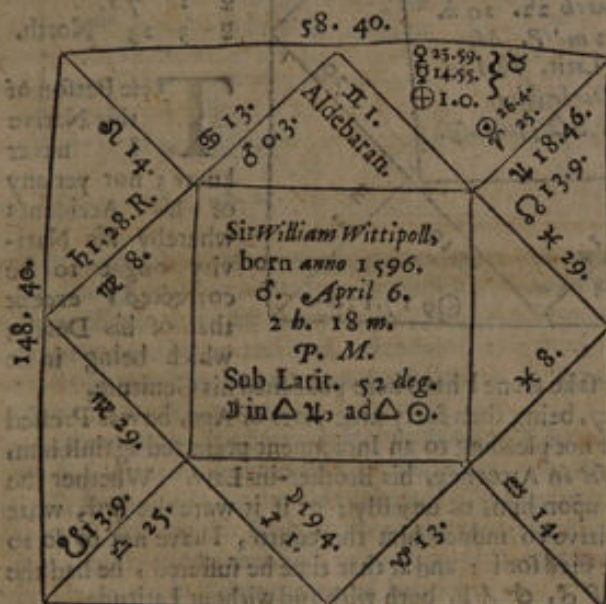 58. 40.
♊ 1.
Aldebaran.
♀ 25.59.
☿ 14.55.
⊕ 1.0.
♉
☉ 26.4.
♈ 25.
♃ 18.46.
☊ 13.9.
♓ 29.
♓ 8.
♒ 14.
♑ 13.
♐ 1.
☋ 13.9.
♎ 25.
♍ 29.
148. 40.
♍ 8.
♄ 1.28. R.
♌ 14.
♋ 13.
♂ 0.3.
Sir William Wittipoll,
born anno 1596.
♂. April 6.
2 h. 18 m.
P. M.
Sub Latit. 52 deg.
☽ in △ ♃, ad △ ☉.
North.